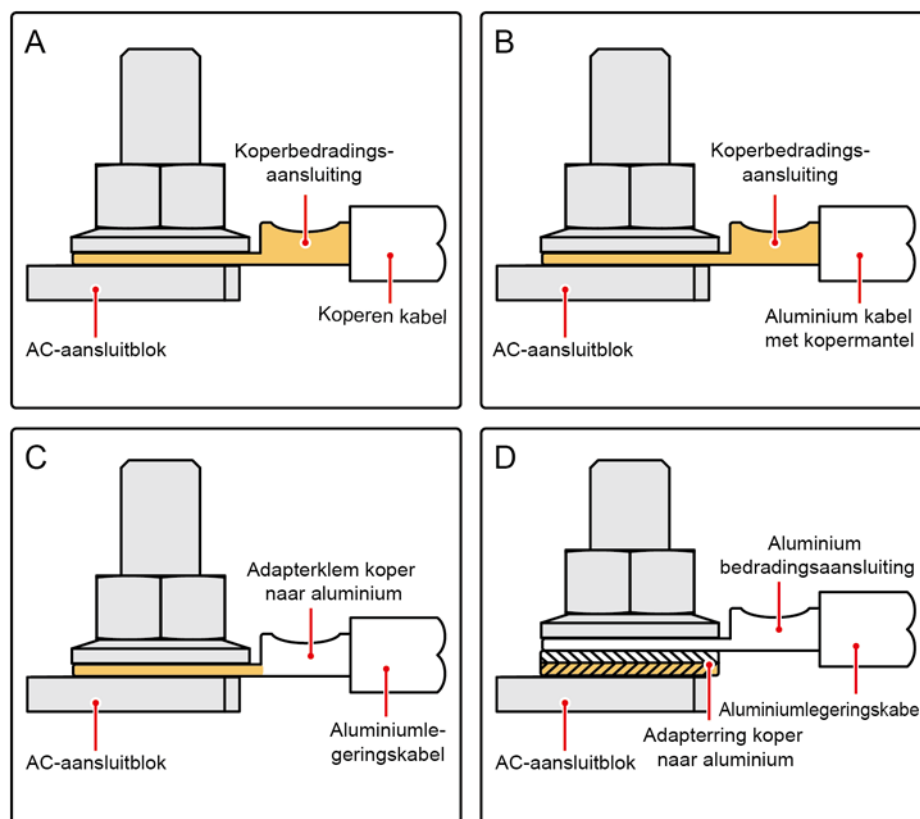 A
Koperbedradings-
aansluiting
Koperen kabel
AC-aansluitblok
B
Koperbedradings-
aansluiting
Aluminium kabel
met kopermantel
AC-aansluitblok
C
Adapterklem koper
naar aluminium
Aluminiumle-
geringskabel
AC-aansluitblok
D
Aluminium
bedradingsaansluiting
Aluminiumlegeringskabe
Adapterring koper
naar aluminium
AC-aansluitblok